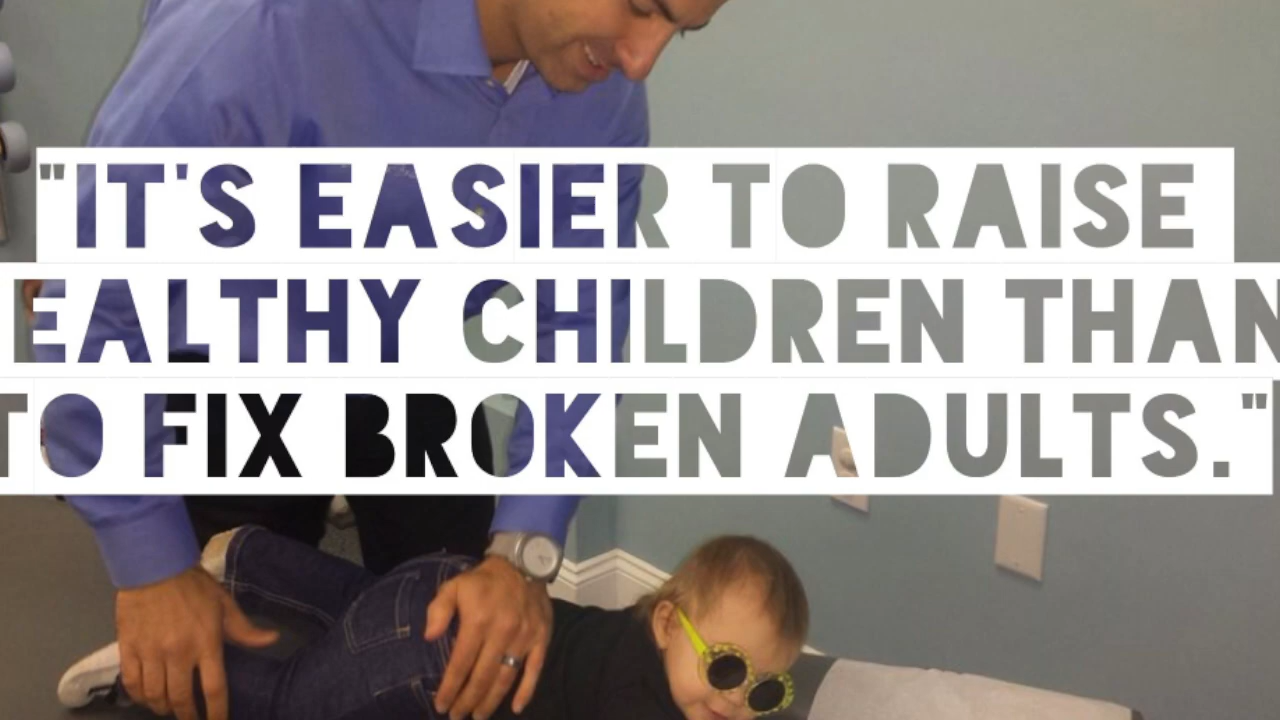 "IT'S EASIER TO RAISE
EALTHY CHILDREN THAN
TO FIX BROKEN ADULTS."